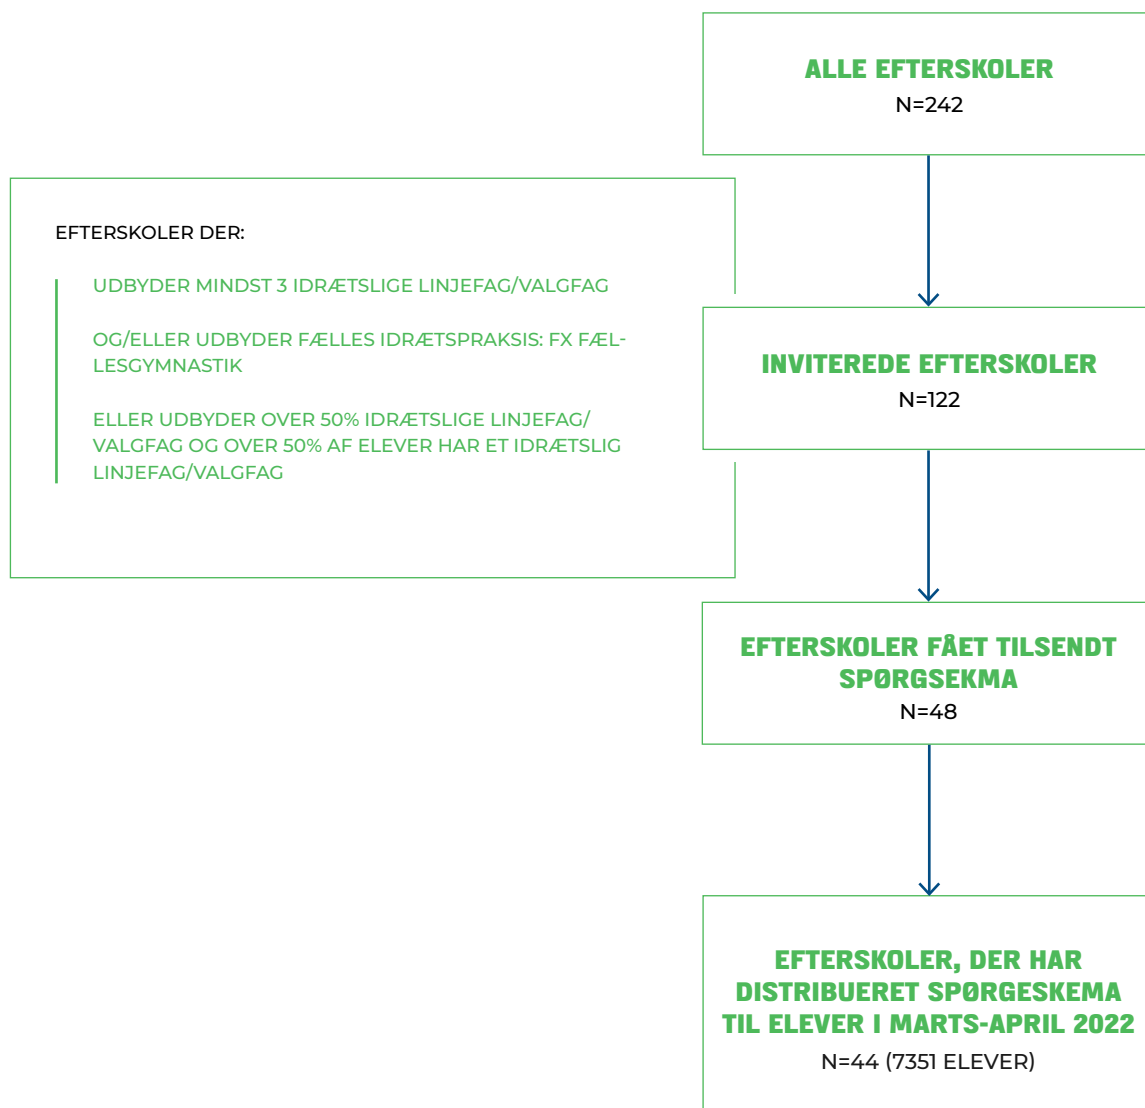 ALLE EFTERSKOLER
N=242
EFTERSKOLER DER:
UDBYDER MINDST 3 IDRÆTSLIGE LINJEFAG/VALGFAG
OG/ELLER UDBYDER FÆLLES IDRÆTSPRAKSIS: FX FÆL-
LESGYMNASTIK
ELLER UDBYDER OVER 50% IDRÆTSLIGE LINJEFAG/
VALGFAG OG OVER 50% AF ELEVER HAR ET IDRÆTSLIG
LINJEFAG/VALGFAG
INVITEREDE EFTERSKOLER
N=122
EFTERSKOLER FÅET TILSENDT
SPØRGSEKMA
N=48
EFTERSKOLER, DER HAR
DISTRIBUERET SPØRGESKEMA
TIL ELEVER I MARTS-APRIL 2022
N=44 (7351 ELEVER)